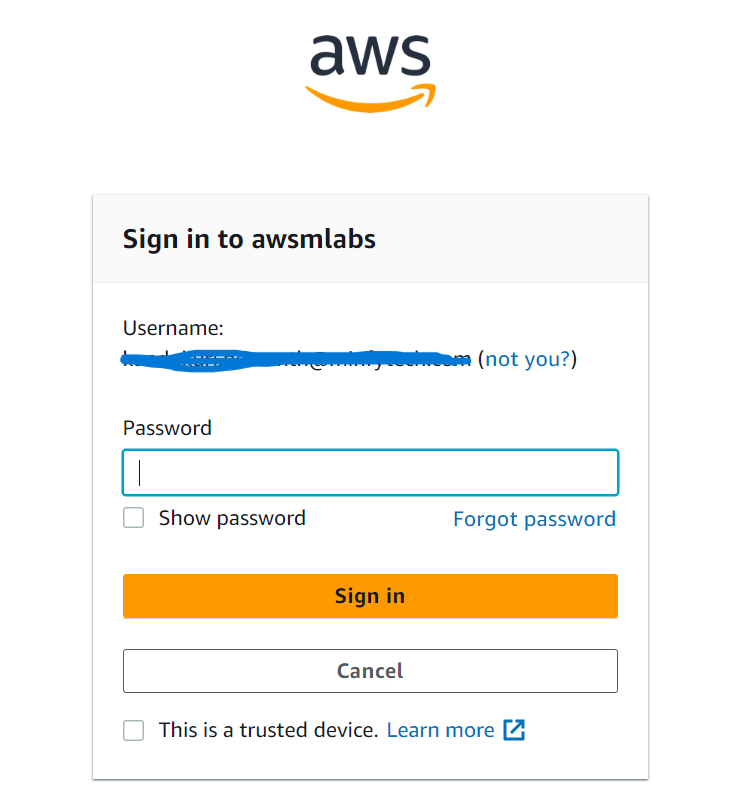 aws
Sign in to awsmlabs
Username:
(not you?)
Password
Show password
Forgot password
Sign in
Cancel
This is a trusted device. Learn more